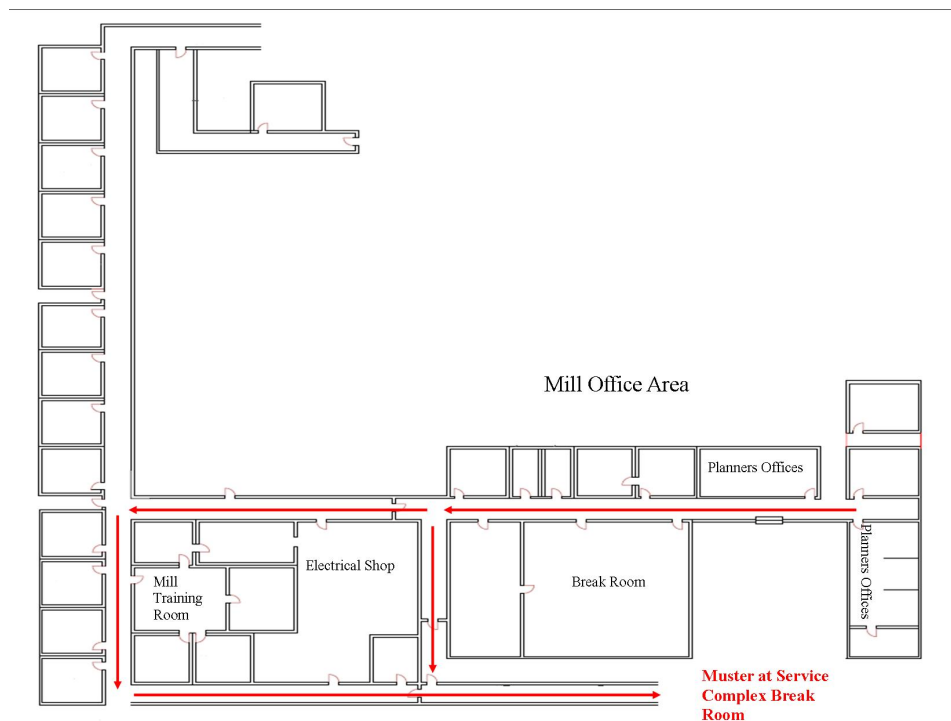 Mill Office Area
Planners Offices
Electrical Shop
Break Room
Planners Offices
Mill
Training
Room
Muster at Service
Complex Break
Room